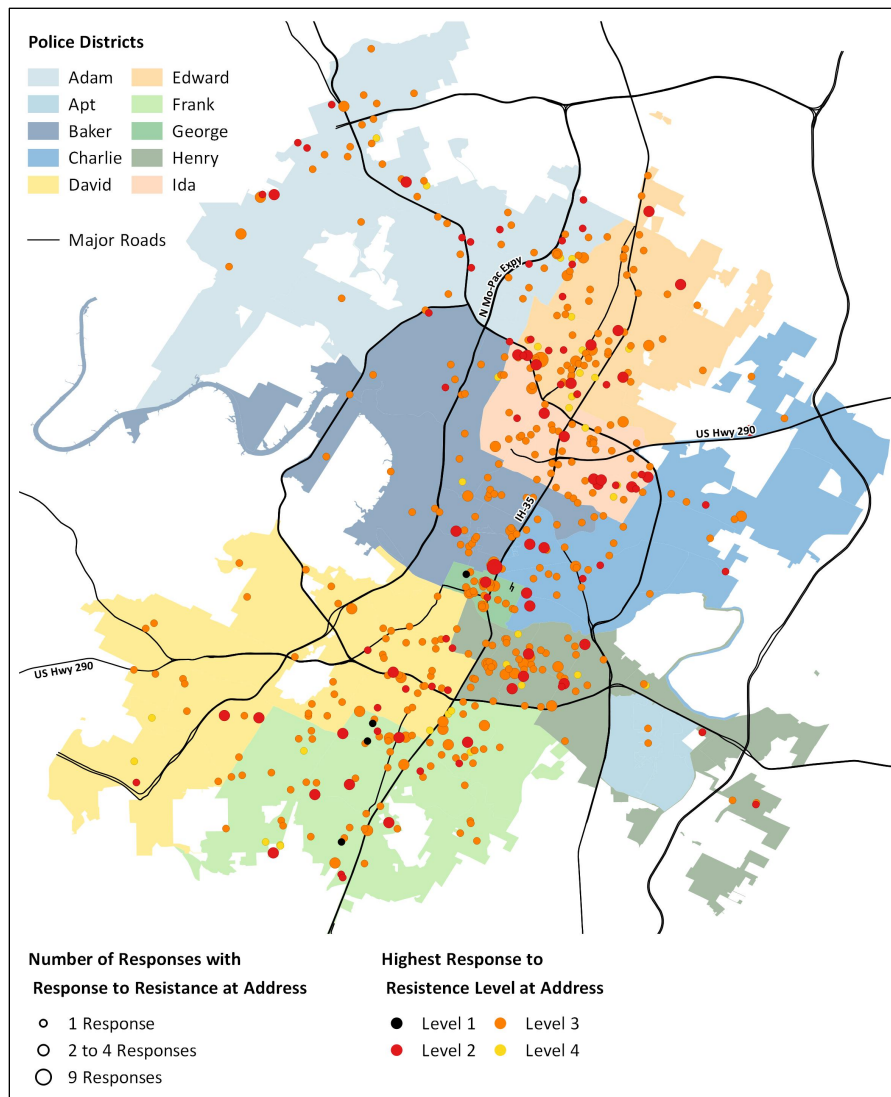 Police Districts
Adam
Edward
Apt
Frank
Baker
George
Charlie
Henry
David
Ida
Major Roads
N Mo-Pac Expy
US Hwy 290
IH-35
US Hwy 290
Number of Responses with
Response to Resistance at Address
1 Response
2 to 4 Responses
9 Responses
Highest Response to
Resistence Level at Address
Level 1
Level 3
Level 2
Level 4